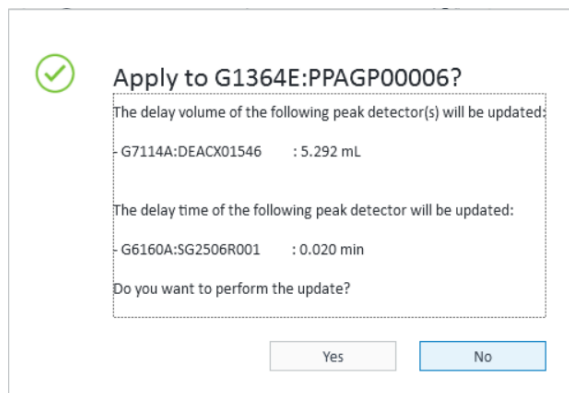 Apply to G1364E:PPAGP00006?
The delay volume of the following peak detector(s) will be updated:
- G7114A:DEACX01546 : 5.292 mL
The delay time of the following peak detector will be updated:
- G6160A:SG2506R001 : 0.020 min
Do you want to perform the update?
Yes
No